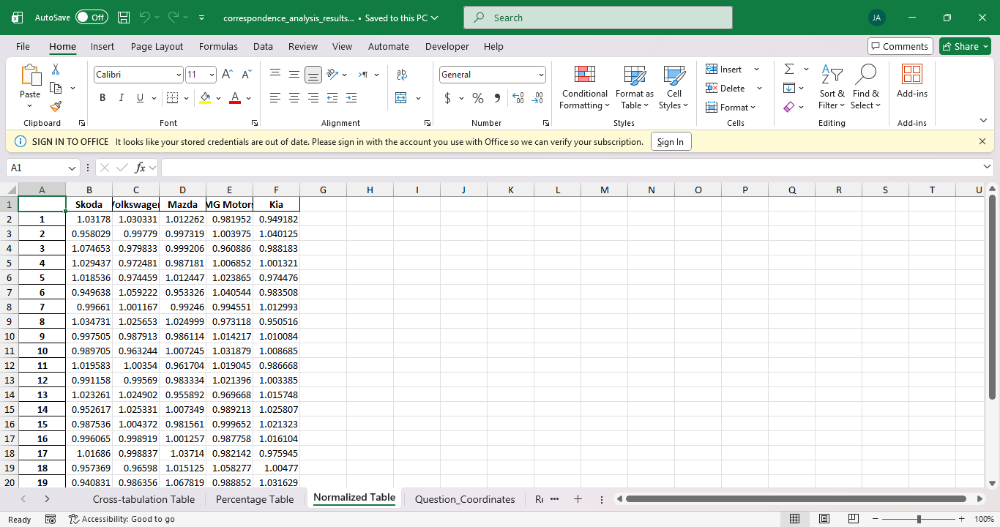 AutoSave Off correspondence_analysis_results... • Saved to this PC Search JA
File Home Insert Page Layout Formulas Data Review View Automate Developer Help Comments Share
Paste Calibri 11 A A ab General $ % Conditional Formatting Format as Table Cell Styles Insert Delete Format Σ Sort & Filter Find & Select Add-ins
B I U A
Clipboard Font Alignment Number Styles Cells Editing Add-ins
SIGN IN TO OFFICE It looks like your stored credentials are out of date. Please sign in with the account you use with Office so we can verify your subscription. Sign In
A1 fx
A B C D E F G H I J K L M N O P Q R S T U
1 Skoda Volkswagen Mazda MG Motors Kia
2 1 1.03178 1.030331 1.012262 0.981952 0.949182
3 2 0.958029 0.99779 0.997319 1.003975 1.040125
4 3 1.074653 0.979833 0.999206 0.960886 0.988183
5 4 1.029437 0.972481 0.987181 1.006852 1.001321
6 5 1.018536 0.974459 1.012447 1.023865 0.974476
7 6 0.949638 1.059222 0.953326 1.040544 0.983508
8 7 0.99661 1.001167 0.99246 0.994551 1.012993
9 8 1.034731 1.025653 1.024999 0.973118 0.950516
10 9 0.997505 0.987913 0.986114 1.014217 1.010084
11 10 0.989705 0.963244 1.007245 1.031879 1.008685
12 11 1.019583 1.00354 0.961704 1.019045 0.986668
13 12 0.991158 0.99569 0.983334 1.021396 1.003385
14 13 1.023261 1.024902 0.955892 0.969668 1.015748
15 14 0.952617 1.025331 1.007349 0.989213 1.025807
16 15 0.987536 1.004372 0.981561 0.999652 1.021323
17 16 0.996065 0.998919 1.001257 0.987758 1.016104
18 17 1.01686 0.998837 1.03714 0.982142 0.975945
19 18 0.957369 0.96598 1.015125 1.058277 1.00477
20 19 0.940831 0.986356 1.067819 0.988852 1.031629
Cross-tabulation Table Percentage Table Normalized Table Question_Coordinates Re ...
Ready Accessibility: Good to go 100%